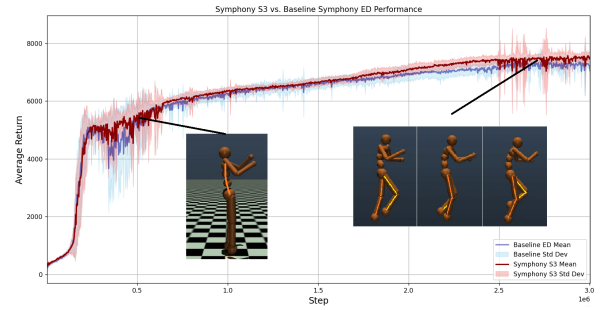 Symphony S3 vs. Baseline Symphony ED Performance
Average Return
8000
6000
4000
2000
0
0.5
1.0
1.5
2.0
2.5
3.0
1e6
Step
Baseline ED Mean
Baseline Std Dev
Symphony S3 Mean
Symphony S3 Std Dev